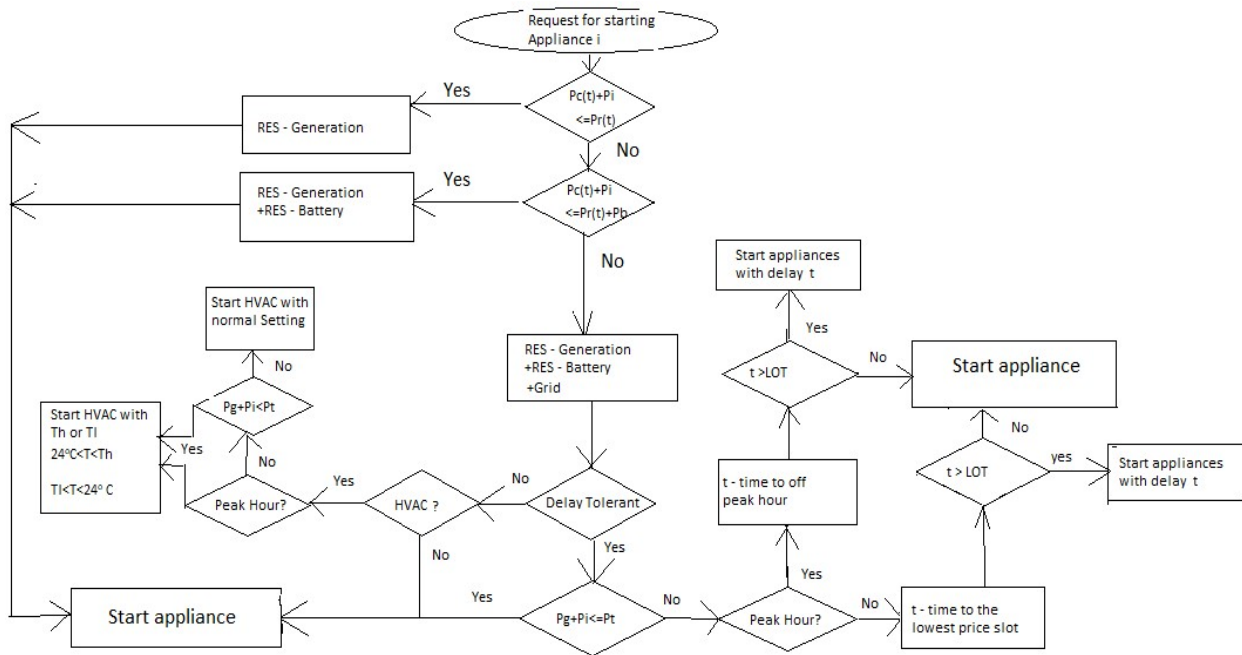 Request for starting
Appliance i
Yes
Pc(t)+Pi
<=Pr(t)
RES - Generation
No
Yes
Pc(t)+Pi
<=Pr(t)+Pb
RES - Generation
+RES - Battery
No
Start appliances
with delay t
Start HVAC with
normal Setting
Yes
RES - Generation
+RES - Battery
+Grid
No
Start appliance
t >LOT
No
Pg+Pi<Pt
Start HVAC with
Th or Tl
24°C<T<Th
Tl<T<24° C
Yes
No
No
t > LOT
yes
Start appliances
with delay t
t - time to off
peak hour
Peak Hour?
Yes
HVAC ?
No
Delay Tolerant
No
Yes
Yes
Start appliance
Yes
Pg+Pi<=Pt
No
Peak Hour?
No
t - time to the
lowest price slot